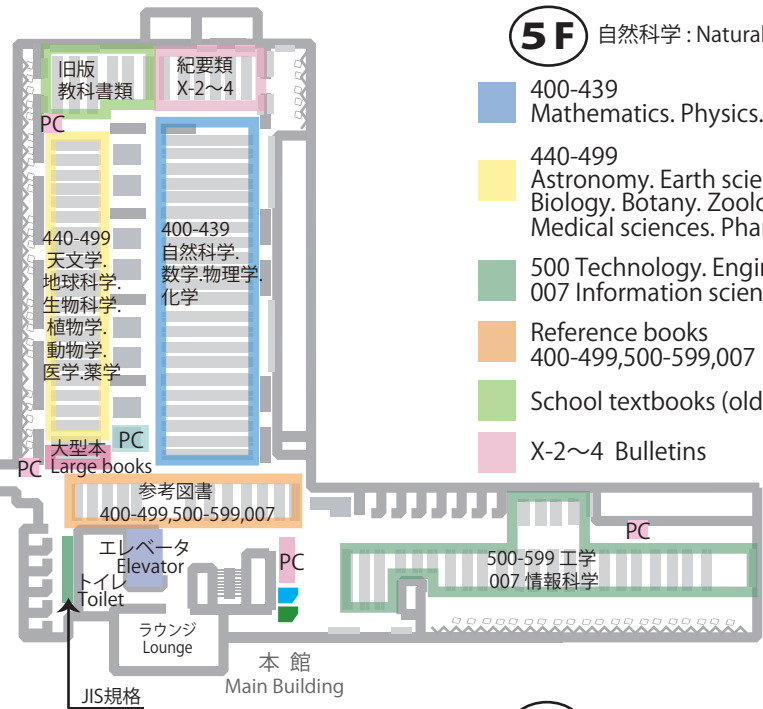 5F 自然科学 : Natural
400-439
Mathematics. Physics.
440-499
Astronomy. Earth scie
Biology. Botany. Zoolo
Medical sciences. Pha
500 Technology. Engi
007 Information scien
Reference books
400-499,500-599,007
School textbooks (old
X-2～4 Bulletins
旧版
教科書類
紀要類
X-2～4
PC
440-499
天文学.
地球科学.
生物科学.
植物学.
動物学.
医学.薬学
400-439
自然科学.
数学.物理学.
化学
大型本
Large books
PC
PC
参考図書
400-499,500-599,007
エレベータ
Elevator
トイレ
Toilet
PC
ラウンジ
Lounge
PC
500-599 工学
007 情報科学
本 館
Main Building
JIS規格